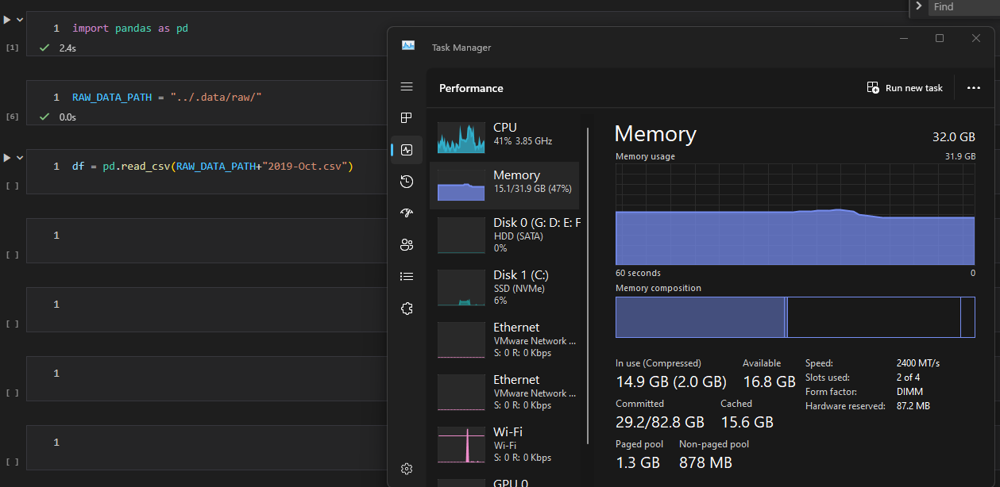 Find
1 import pandas as pd
[1] 2.4s
1 RAW_DATA_PATH = "../.data/raw/"
[6] 0.0s
1 df = pd.read_csv(RAW_DATA_PATH+"2019-Oct.csv")
[ ]
1
[ ]
1
[ ]
1
[ ]
1
[ ]
Task Manager
Performance
Run new task
CPU
41% 3.85 GHz
Memory
15.1/31.9 GB (47%)
Disk 0 (G: D: E: F
HDD (SATA)
0%
Disk 1 (C:)
SSD (NVMe)
6%
Ethernet
VMware Network ...
S: 0 R: 0 Kbps
Ethernet
VMware Network ...
S: 0 R: 0 Kbps
Wi-Fi
Wi-Fi
S: 0 R: 0 Kbps
GPU 0
Memory 32.0 GB
Memory usage 31.9 GB
60 seconds 0
Memory composition
In use (Compressed) Available
14.9 GB (2.0 GB) 16.8 GB
Committed Cached
29.2/82.8 GB 15.6 GB
Paged pool Non-paged pool
1.3 GB 878 MB
Speed: 2400 MT/s
Slots used: 2 of 4
Form factor: DIMM
Hardware reserved: 87.2 MB